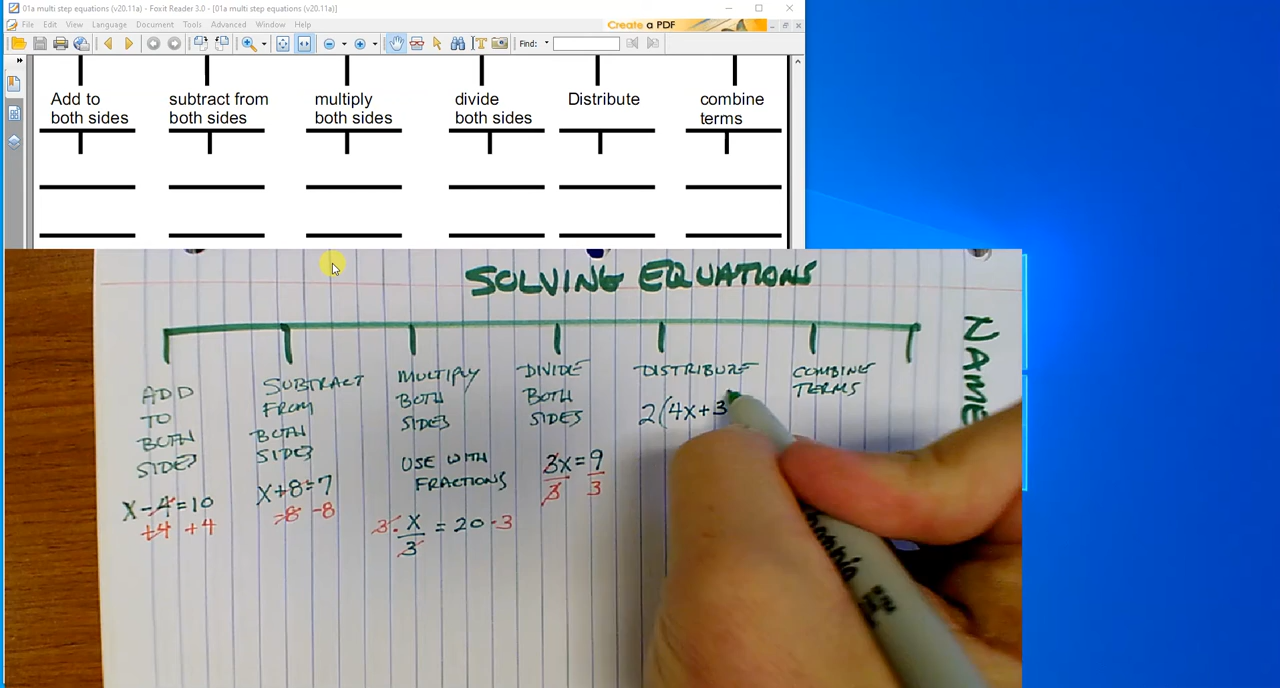 01a multi step equations (v20.11a) - Foxit Reader 3.0 - [01a multi step equations (v20.11a)]
File Edit View Language Document Tools Advanced Window Help
Create a PDF
Find:
Add to
both sides
subtract from
both sides
multiply
both sides
divide
both sides
Distribute
combine
terms
SOLVING EQUATIONS
NAME
ADD
TO
BOTH
SIDES
X-4=10
+4 +4
SUBTRACT
FROM
BOTH
SIDES
X+8=7
-8 -8
MULTIPLY
BOTH
SIDES
USE WITH
FRACTIONS
3·x/3 = 20·3
DIVIDE
BOTH
SIDES
3x=9
3 3
DISTRIBUTE
2(4x+3
COMBINE
TERMS